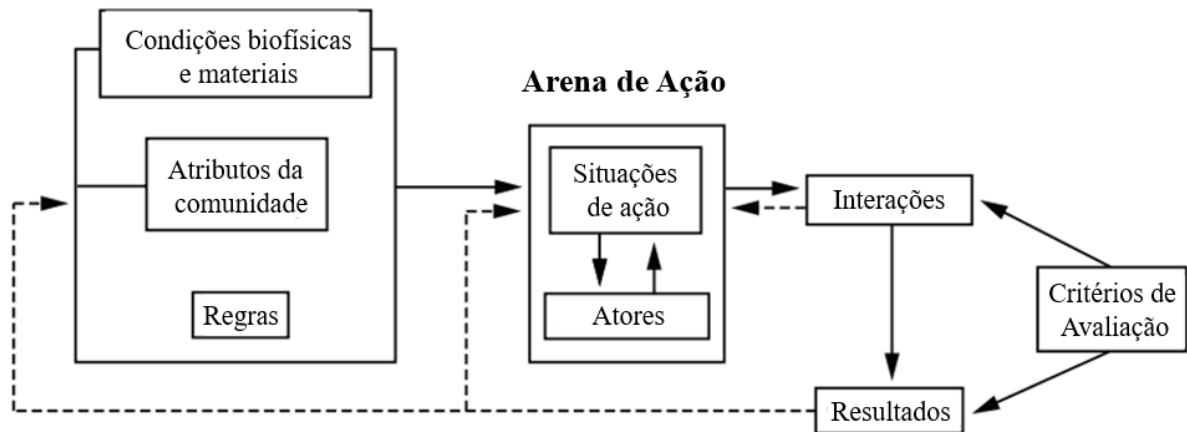 Condições biofísicas
e materiais
Atributos da
comunidade
Regras
Arena de Ação
Situações
de ação
Atores
Interações
Resultados
Critérios de
Avaliação